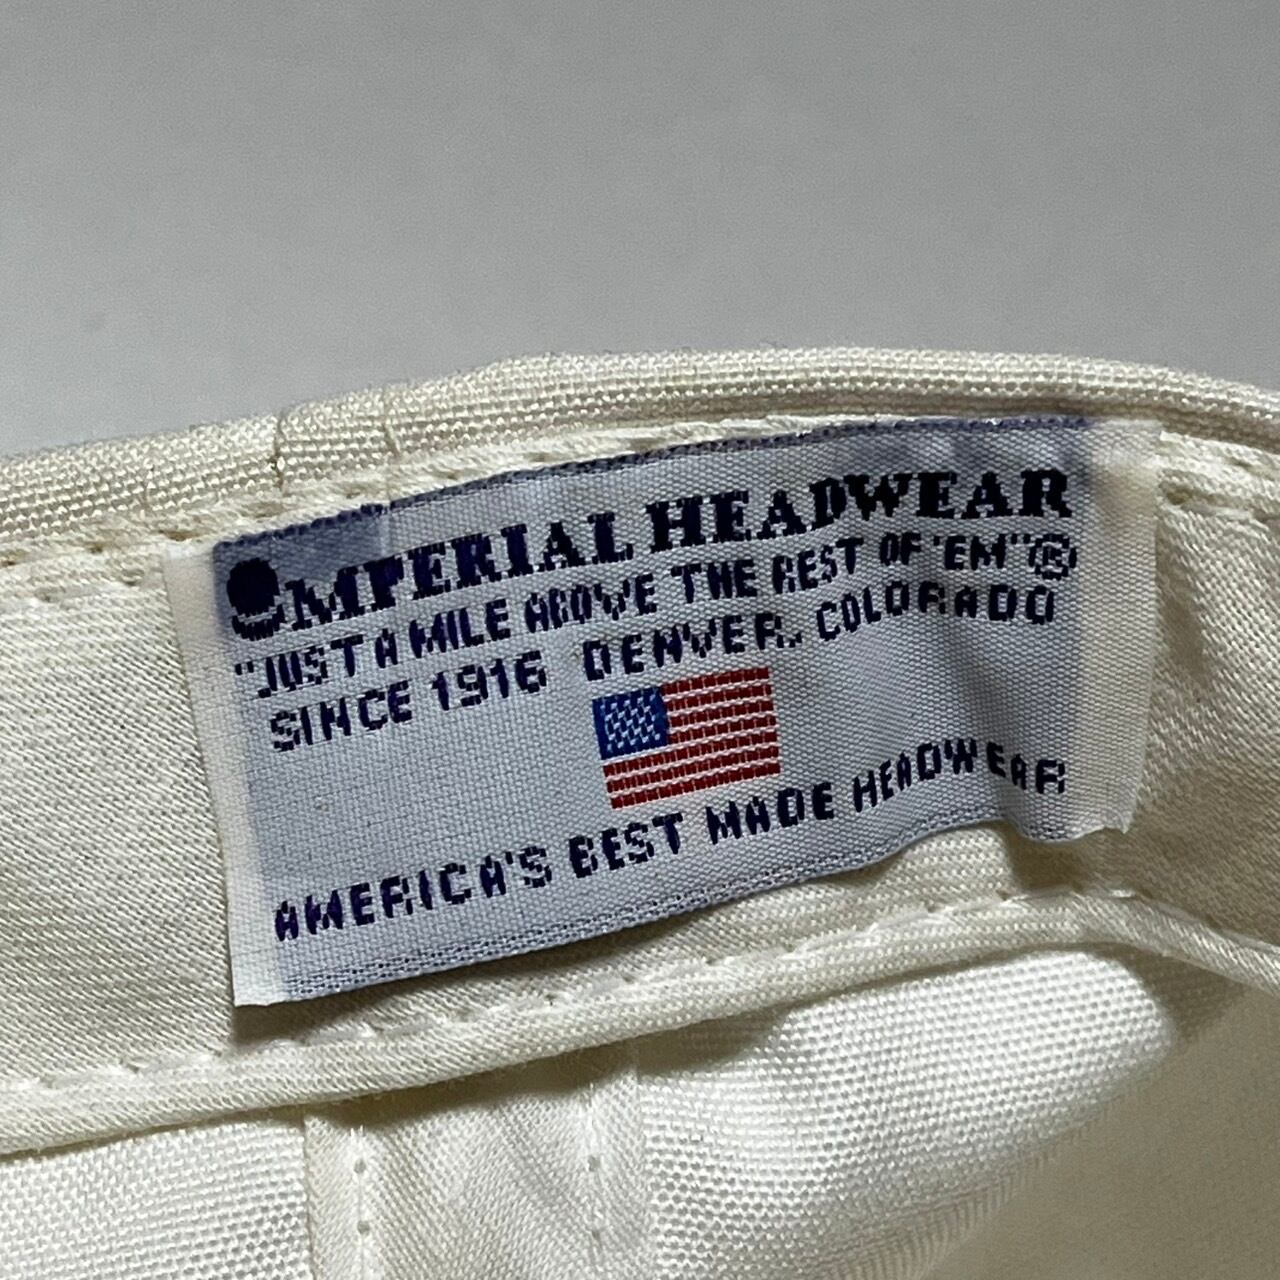 IMPERIAL HEADWEAR
"JUST A MILE ABOVE THE REST OF 'EM"®
SINCE 1916 DENVER, COLORADO
AMERICA'S BEST MADE HEADWEAR